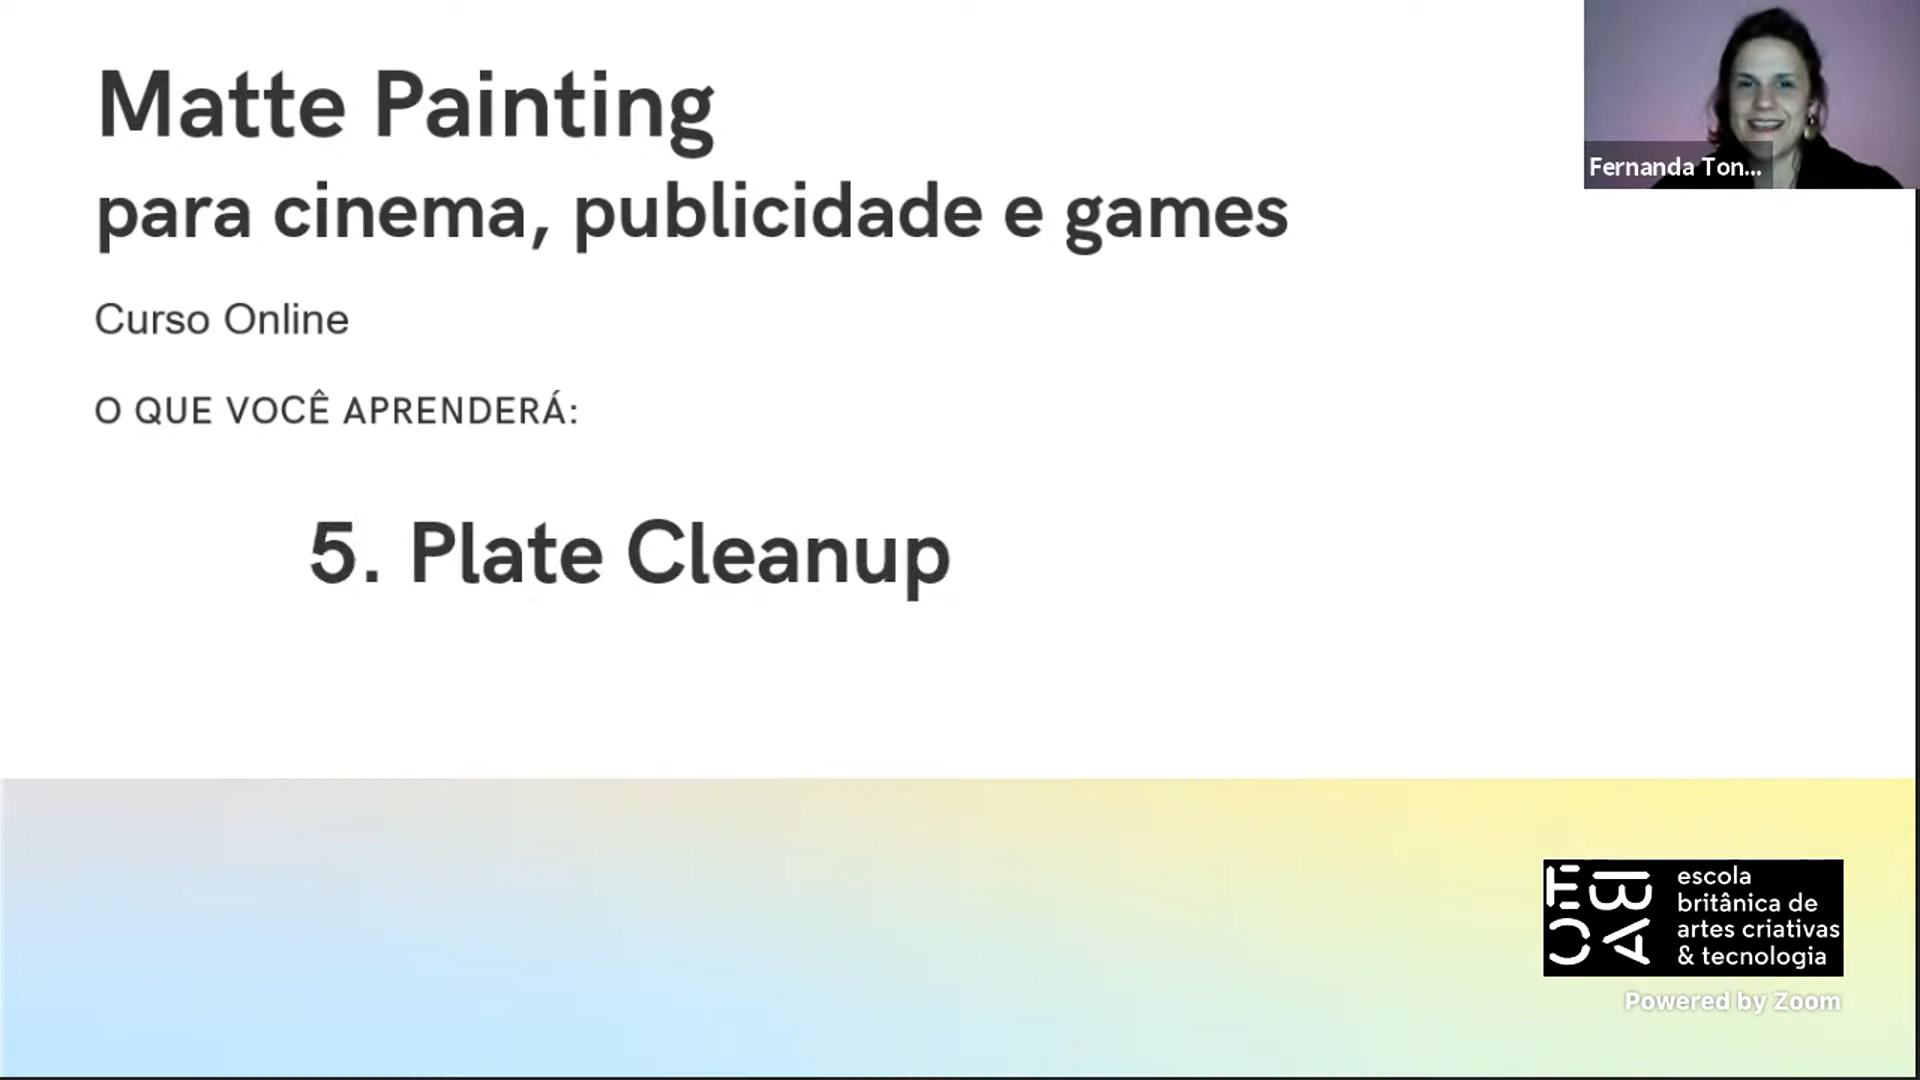 Matte Painting
para cinema, publicidade e games
Curso Online
O QUE VOCÊ APRENDERÁ:
5. Plate Cleanup
Fernanda Ton...
EBAC
escola
britânica de
artes criativas
& tecnologia
Powered by Zoom